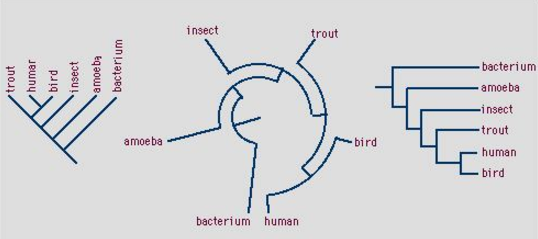 trout
human
bird
insect
amoeba
bacterium
insect
trout
amoeba
bird
bacterium
human
bacterium
amoeba
insect
trout
human
bird